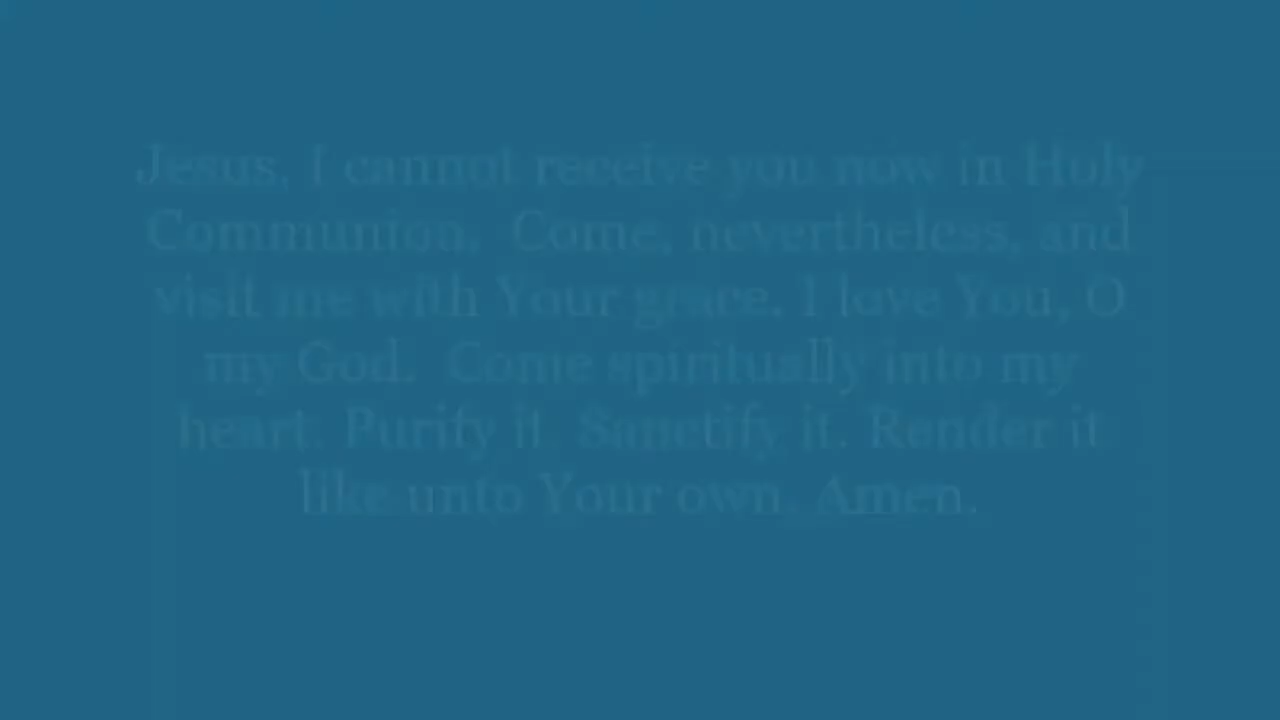 Jesus, I cannot receive you now in Holy
Communion. Come, nevertheless, and
visit me with Your grace. I love You, O
my God. Come spiritually into my
heart. Purify it. Sanctify it. Render it
like unto Your own. Amen.